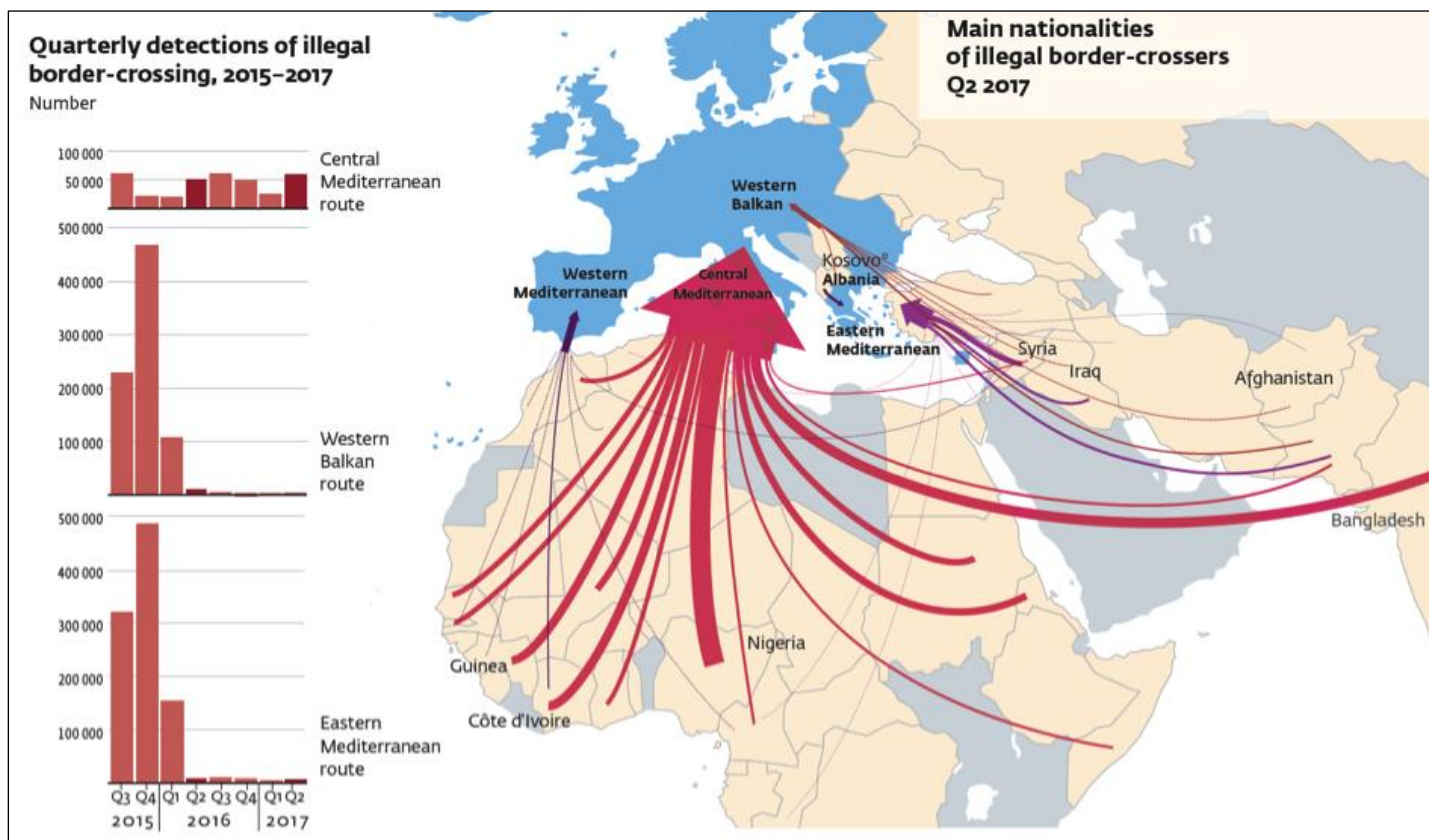 Quarterly detections of illegal
border-crossing, 2015–2017
Number
100 000
50 000
Central
Mediterranean
route
500 000
400 000
300 000
200 000
100 000
Western
Balkan
route
500 000
400 000
300 000
200 000
100 000
Eastern
Mediterranean
route
Q3 Q4 Q1 Q2 Q3 Q4 Q1 Q2
2015 2016 2017
Main nationalities
of illegal border-crossers
Q2 2017
Western
Balkan
Western
Mediterranean
Central
Mediterranean
Kosovo*
Albania
Eastern
Mediterranean
Syria
Iraq
Afghanistan
Bangladesh
Nigeria
Guinea
Côte d'Ivoire